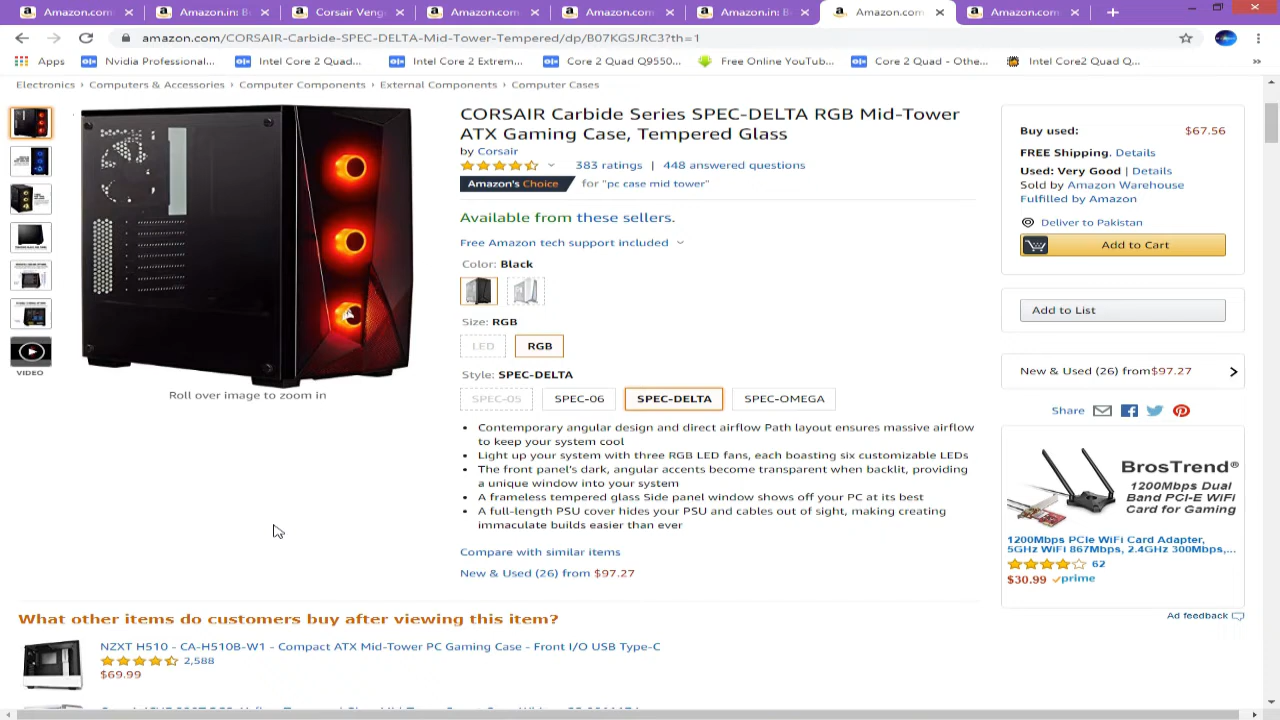 Amazon.com
Amazon.in: B
Corsair Veng
Amazon.com
Amazon.com
Amazon.in: B
Amazon.com
Amazon.com
amazon.com/CORSAIR-Carbide-SPEC-DELTA-Mid-Tower-Tempered/dp/B07KGSJRC3?th=1
Apps
Nvidia Professional...
Intel Core 2 Quad...
Intel Core 2 Extrem...
Core 2 Quad Q9550...
Free Online YouTub...
Core 2 Quad - Othe...
Intel Core2 Quad Q...
Electronics › Computers & Accessories › Computer Components › External Components › Computer Cases
CORSAIR Carbide Series SPEC-DELTA RGB Mid-Tower
ATX Gaming Case, Tempered Glass
by Corsair
383 ratings | 448 answered questions
Amazon's Choice for "pc case mid tower"
Available from these sellers.
Free Amazon tech support included
Color: Black
Size: RGB
LED
RGB
Style: SPEC-DELTA
SPEC-05
SPEC-06
SPEC-DELTA
SPEC-OMEGA
• Contemporary angular design and direct airflow Path layout ensures massive airflow
to keep your system cool
• Light up your system with three RGB LED fans, each boasting six customizable LEDs
• The front panel's dark, angular accents become transparent when backlit, providing
a unique window into your system
• A frameless tempered glass Side panel window shows off your PC at its best
• A full-length PSU cover hides your PSU and cables out of sight, making creating
immaculate builds easier than ever
Compare with similar items
New & Used (26) from $97.27
VIDEO
Roll over image to zoom in
Buy used: $67.56
FREE Shipping. Details
Used: Very Good | Details
Sold by Amazon Warehouse
Fulfilled by Amazon
Deliver to Pakistan
Add to Cart
Add to List
New & Used (26) from$97.27
Share
BrosTrend®
1200Mbps Dual
Band PCI-E WiFi
Card for Gaming
1200Mbps PCIe WiFi Card Adapter,
5GHz WiFi 867Mbps, 2.4GHz 300Mbps,...
62
$30.99 prime
Ad feedback
What other items do customers buy after viewing this item?
NZXT H510 - CA-H510B-W1 - Compact ATX Mid-Tower PC Gaming Case - Front I/O USB Type-C
2,588
$69.99